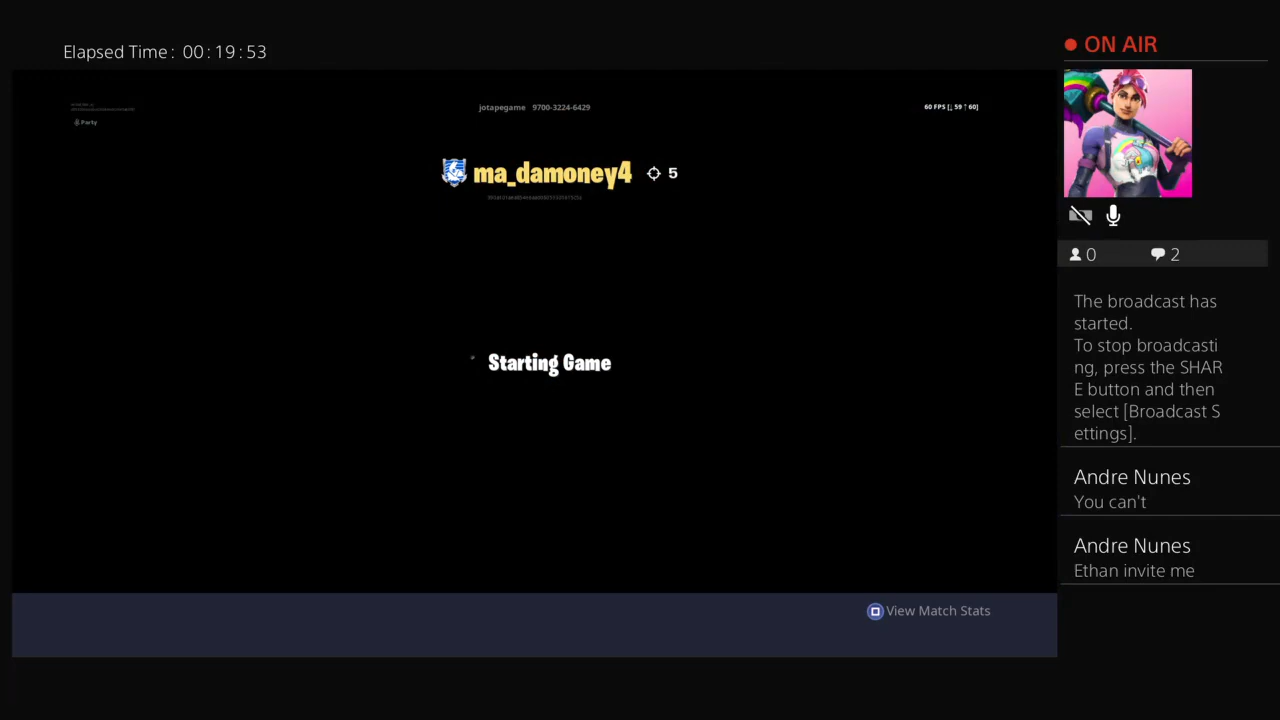 Elapsed Time: 00:19:53
ON AIR
Party
jotapegame 9700-3224-6429
60 FPS [↓ 59 ↑ 60]
ma_damoney4 5
0
2
Starting Game
The broadcast has
started.
To stop broadcasti
ng, press the SHAR
E button and then
select [Broadcast S
ettings].
Andre Nunes
You can't
Andre Nunes
Ethan invite me
View Match Stats